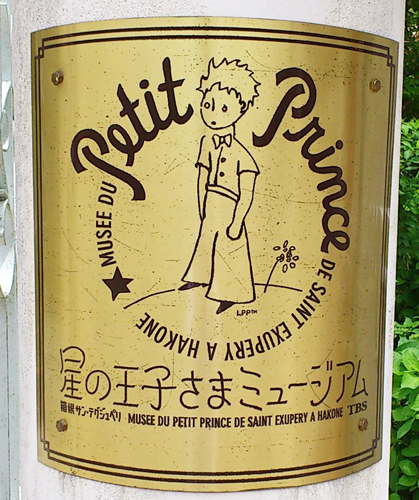 MUSEE DU Petit Prince DE SAINT EXUPERY A HAKONE
LPPTM
星の王子さまミュージアム
箱根サン=テグジュペリ MUSEE DU PETIT PRINCE DE SAINT EXUPERY A HAKONE TBS